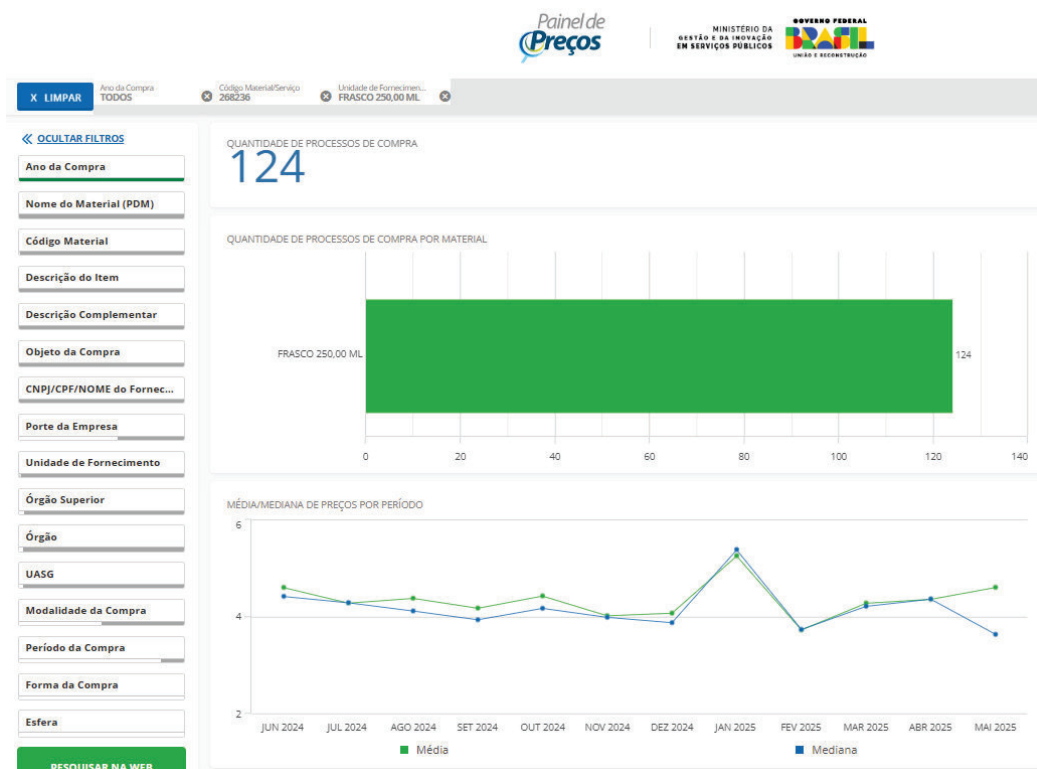 Painel de
Preços
MINISTÉRIO DA
GESTÃO E DA INOVAÇÃO
EM SERVIÇOS PÚBLICOS
GOVERNO FEDERAL
BRASIL
UNIÃO E RECONSTRUÇÃO
X LIMPAR
Ano da Compra
TODOS
Código Material/Serviço
268236
Unidade de Fornecimen...
FRASCO 250,00 ML
OCULTAR FILTROS
Ano da Compra
Nome do Material (PDM)
Código Material
Descrição do Item
Descrição Complementar
Objeto da Compra
CNPJ/CPF/NOME do Fornec...
Porte da Empresa
Unidade de Fornecimento
Órgão Superior
Órgão
UASG
Modalidade da Compra
Período da Compra
Forma da Compra
Esfera
PESQUISAR NA WEB
QUANTIDADE DE PROCESSOS DE COMPRA
124
QUANTIDADE DE PROCESSOS DE COMPRA POR MATERIAL
FRASCO 250,00 ML
124
0 20 40 60 80 100 120 140
MÉDIA/MEDIANA DE PREÇOS POR PERÍODO
6
4
2
JUN 2024 JUL 2024 AGO 2024 SET 2024 OUT 2024 NOV 2024 DEZ 2024 JAN 2025 FEV 2025 MAR 2025 ABR 2025 MAI 2025
Média Mediana